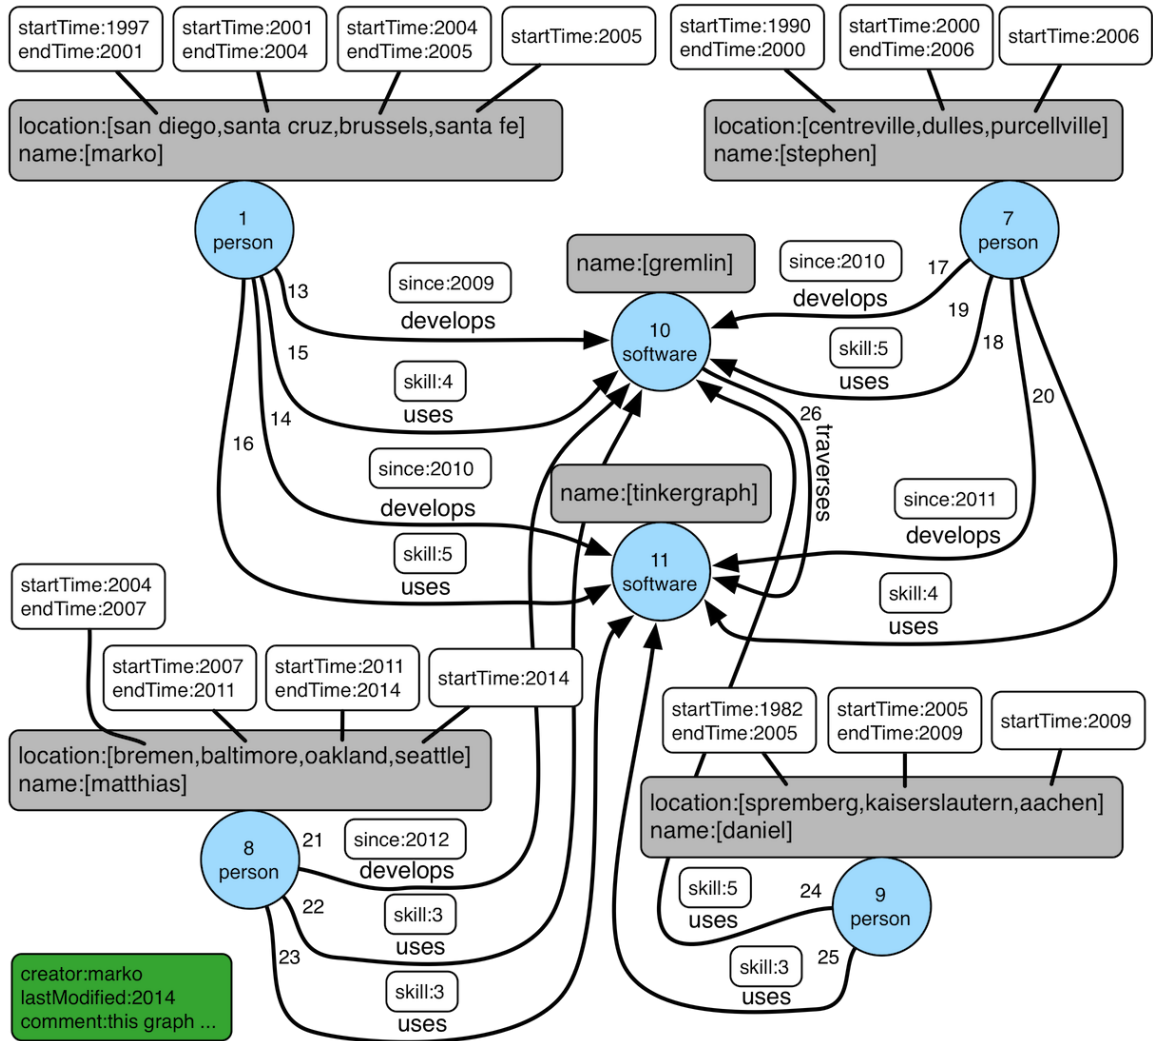 startTime:1997
endTime:2001
startTime:2001
endTime:2004
startTime:2004
endTime:2005
startTime:2005
location:[san diego,santa cruz,brussels,santa fe]
name:[marko]
startTime:1990
endTime:2000
startTime:2000
endTime:2006
startTime:2006
location:[centreville,dulles,purcellville]
name:[stephen]
1
person
7
person
name:[gremlin]
10
software
13
since:2009
develops
15
skill:4
uses
14
since:2010
develops
16
skill:5
uses
since:2010
17
develops
19
skill:5
18
uses
20
26
traverses
since:2011
develops
skill:4
uses
name:[tinkergraph]
11
software
startTime:2004
endTime:2007
startTime:2007
endTime:2011
startTime:2011
endTime:2014
startTime:2014
location:[bremen,baltimore,oakland,seattle]
name:[matthias]
8
person
21
since:2012
develops
22
skill:3
uses
23
skill:3
uses
startTime:1982
endTime:2005
startTime:2005
endTime:2009
startTime:2009
location:[spremberg,kaiserslautern,aachen]
name:[daniel]
9
person
skill:5
24
uses
skill:3
25
uses
creator:marko
lastModified:2014
comment:this graph ...